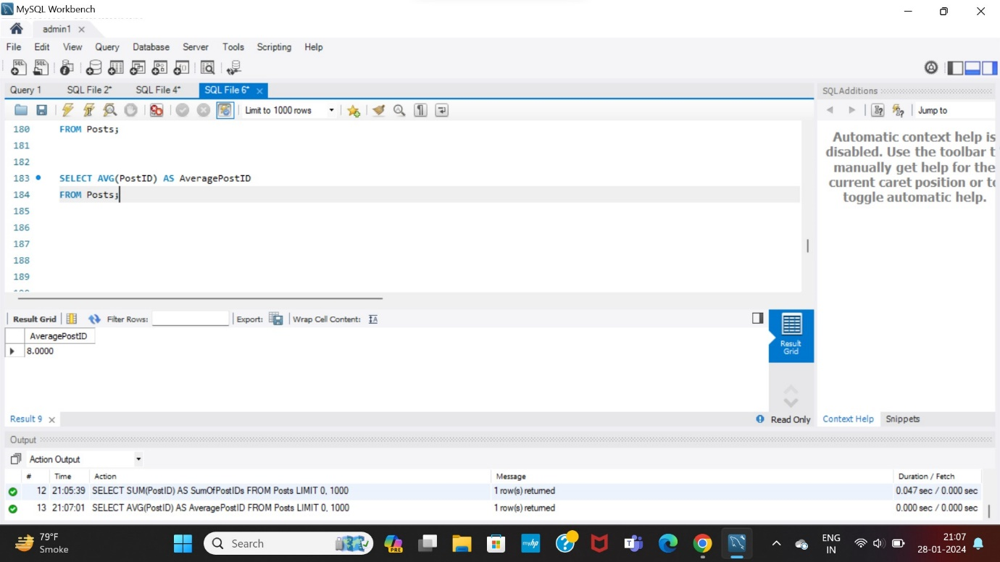 MySQL Workbench
admin1
File Edit View Query Database Server Tools Scripting Help
Query 1 SQL File 2* SQL File 4* SQL File 6*
SQLAdditions
Limit to 1000 rows
Jump to
180 FROM Posts;
181
182
183 SELECT AVG(PostID) AS AveragePostID
184 FROM Posts;
185
186
187
188
189
Automatic context help is
disabled. Use the toolbar t
manually get help for the
current caret position or to
toggle automatic help.
Result Grid Filter Rows: Export: Wrap Cell Content:
AveragePostID
8.0000
Result
Grid
Result 9
Read Only
Context Help Snippets
Output
Action Output
# Time Action Message Duration / Fetch
12 21:05:39 SELECT SUM(PostID) AS SumOfPostIDs FROM Posts LIMIT 0, 1000 1 row(s) returned 0.047 sec / 0.000 sec
13 21:07:01 SELECT AVG(PostID) AS AveragePostID FROM Posts LIMIT 0, 1000 1 row(s) returned 0.000 sec / 0.000 sec
79°F
Smoke
Search
PRE
myhp
ENG
IN
21:07
28-01-2024